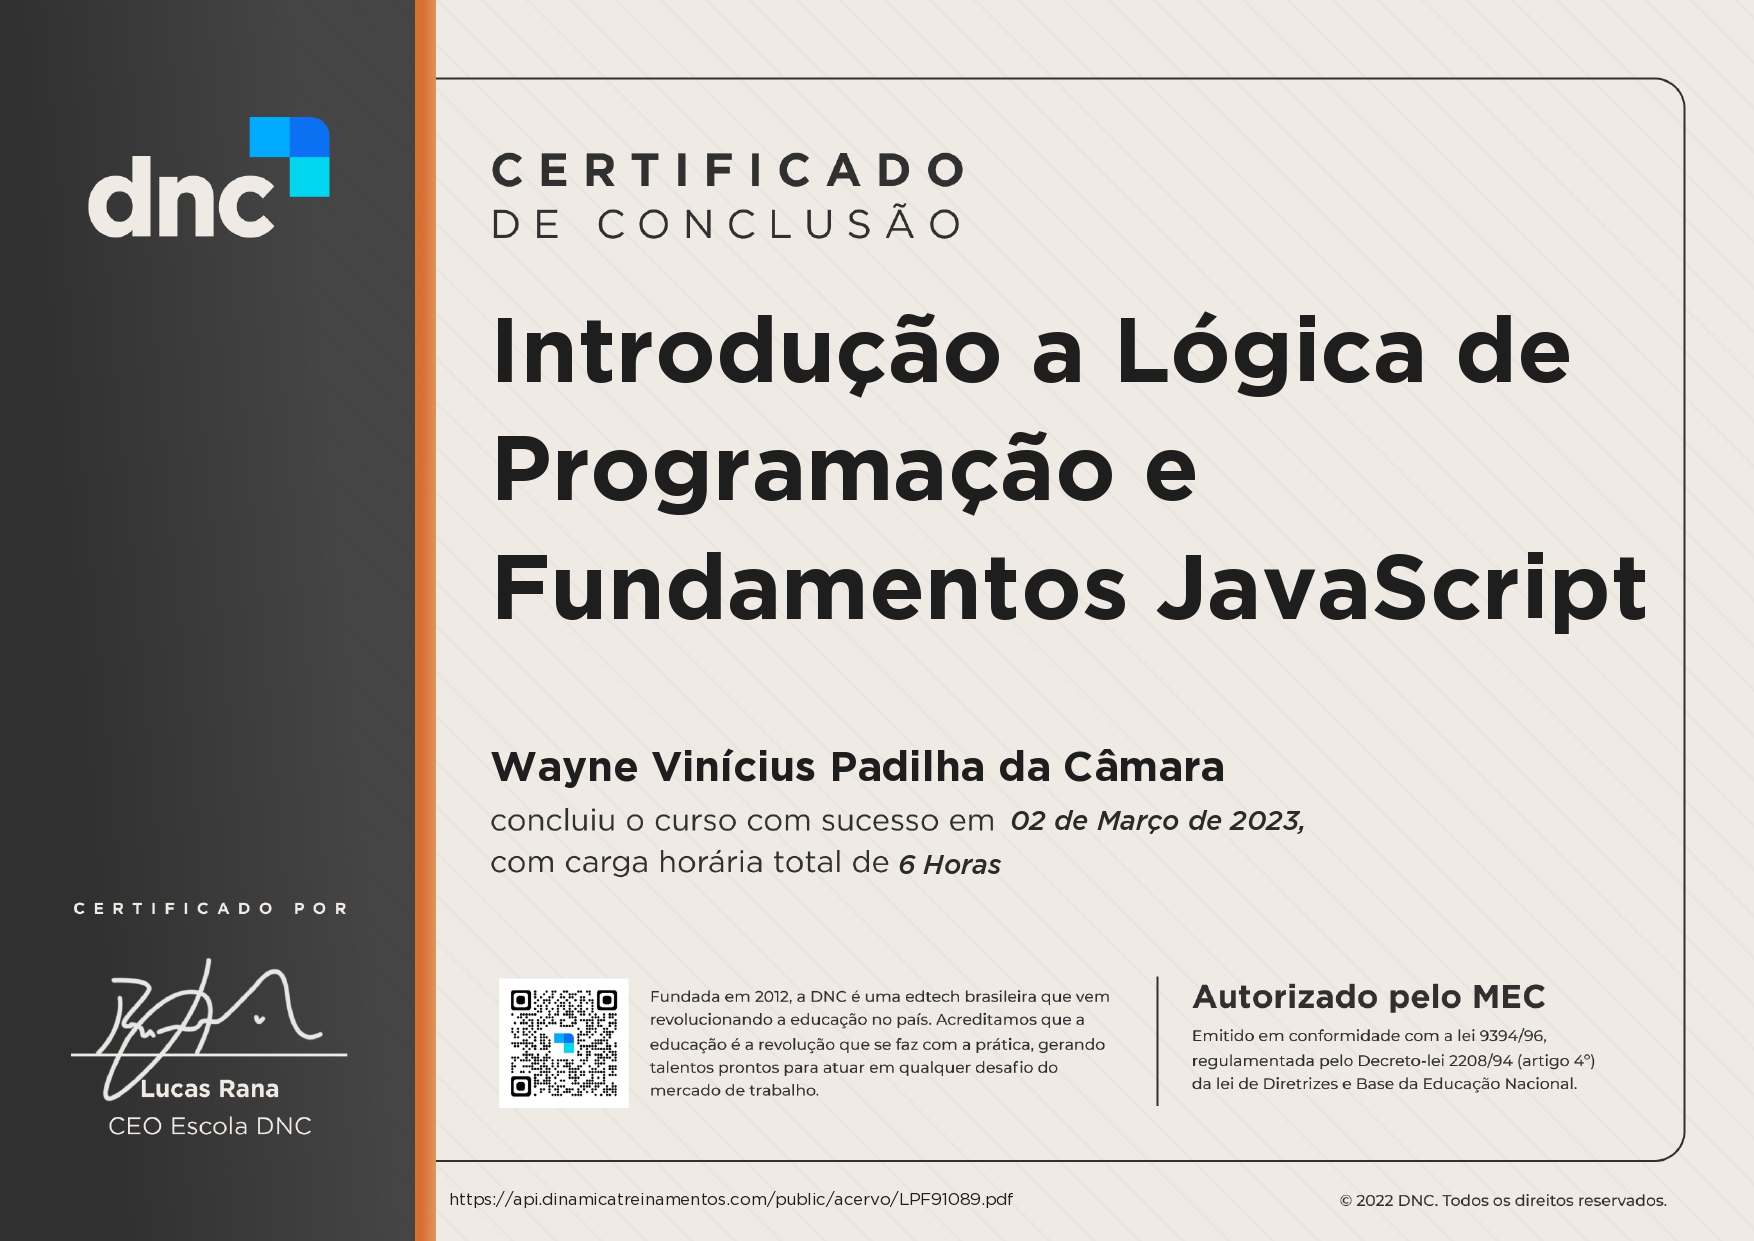 dnc
CERTIFICADO
DE CONCLUSÃO
Introdução a Lógica de
Programação e
Fundamentos JavaScript
Wayne Vinícius Padilha da Câmara
concluiu o curso com sucesso em 02 de Março de 2023,
com carga horária total de 6 Horas
CERTIFICADO POR
Lucas Rana
CEO Escola DNC
Fundada em 2012, a DNC é uma edtech brasileira que vem
revolucionando a educação no país. Acreditamos que a
educação é a revolução que se faz com a prática, gerando
talentos prontos para atuar em qualquer desafio do
mercado de trabalho.
Autorizado pelo MEC
Emitido em conformidade com a lei 9394/96,
regulamentada pelo Decreto-lei 2208/94 (artigo 4º)
da lei de Diretrizes e Base da Educação Nacional.
https://api.dinamicatreinamentos.com/public/acervo/LPF91089.pdf
© 2022 DNC. Todos os direitos reservados.